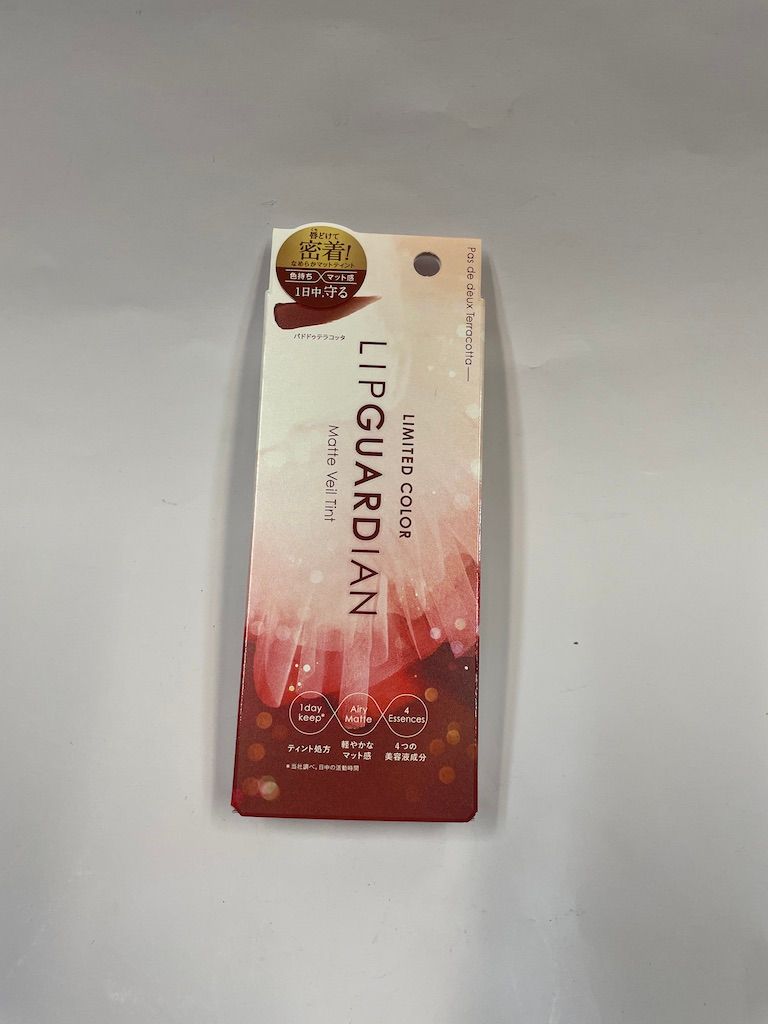 唇とけて
密着!
なめらかマットティント
色持ち マット感
1日中、守る
パドドゥテラコッタ
Pas de deux Terracotta
LIMITED COLOR
LIPGUARDIAN
Matte Veil Tint
1day keep*
Airy Matte
4 Essences
ティント処方
軽やかな
マット感
4つの
美容液成分
*当社調べ。日中の活動時間